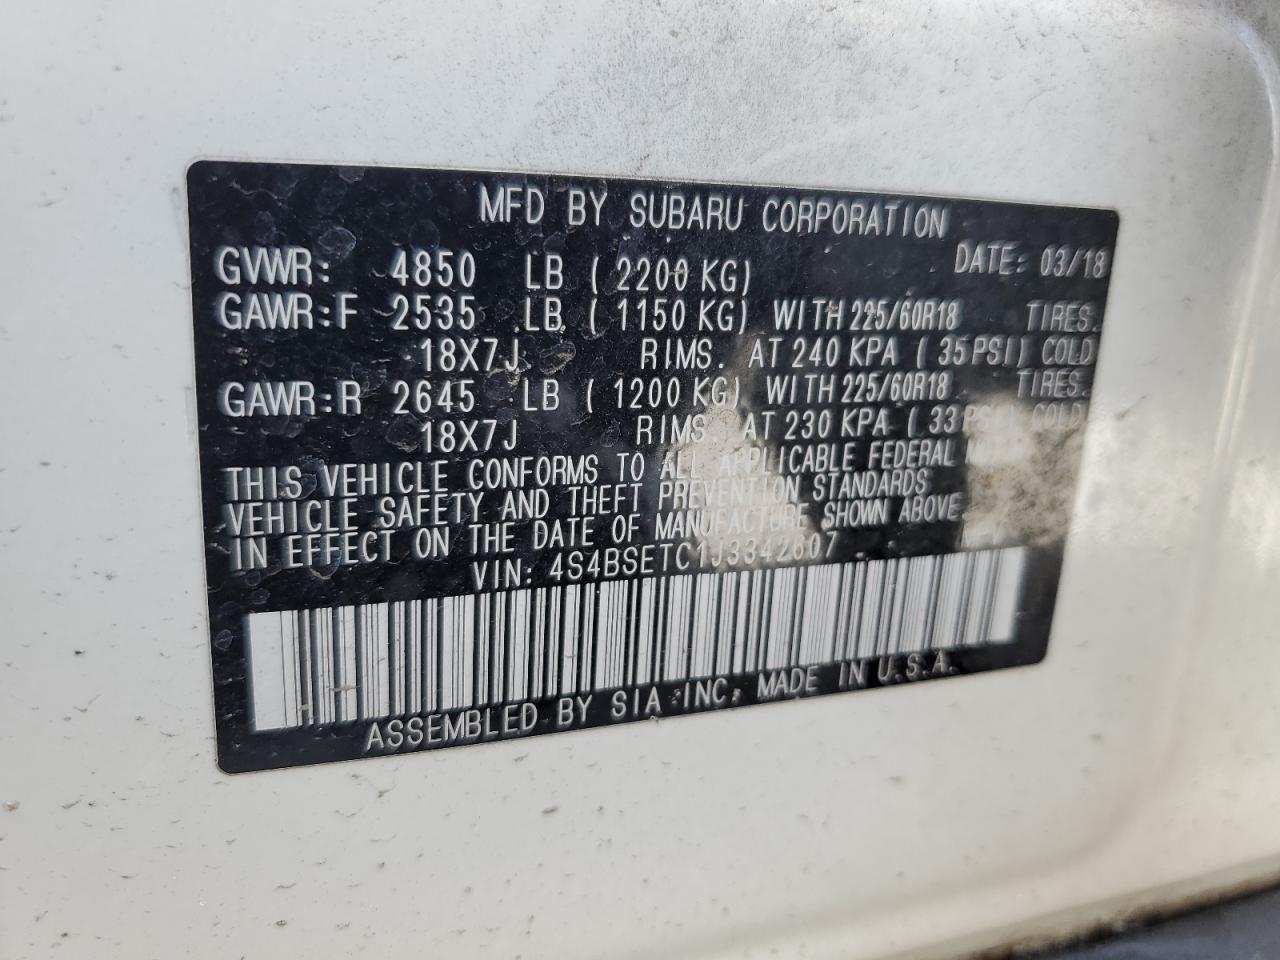 MFD BY SUBARU CORPORATION
GVWR: 4850 LB ( 2200 KG) DATE: 03/18
GAWR:F 2535 LB ( 1150 KG) WITH 225/60R18 TIRES.
18X7J RIMS. AT 240 KPA ( 35PSI) COLD
GAWR:R 2645 LB ( 1200 KG) WITH 225/60R18 TIRES.
18X7J RIMS. AT 230 KPA ( 33PSI) COLD
THIS VEHICLE CONFORMS TO ALL APPLICABLE FEDERAL
VEHICLE SAFETY AND THEFT PREVENTION STANDARDS
IN EFFECT ON THE DATE OF MANUFACTURE SHOWN ABOVE
VIN: 4S4BSETC1J3342607
ASSEMBLED BY SIA INC. MADE IN U.S.A.